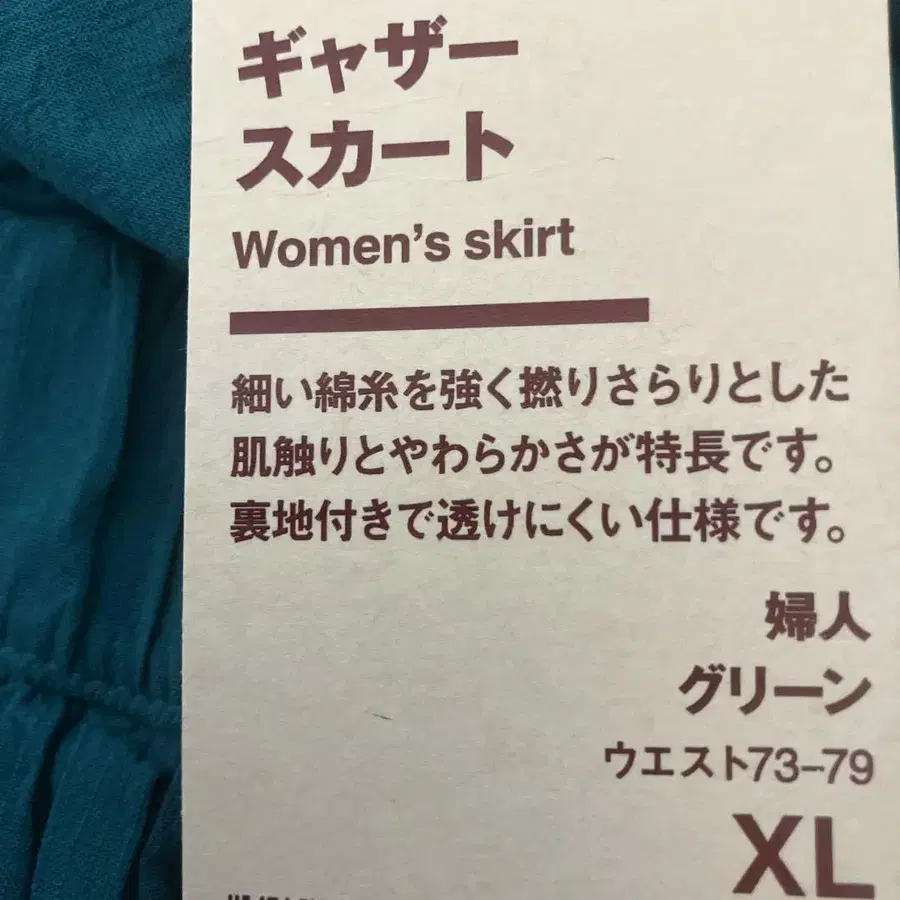 ギャザー
スカート
Women's skirt
細い綿糸を強く撚りさらりとした
肌触りとやわらかさが特長です。
裏地付きで透けにくい仕様です。
婦人
グリーン
ウエスト73–79
XL